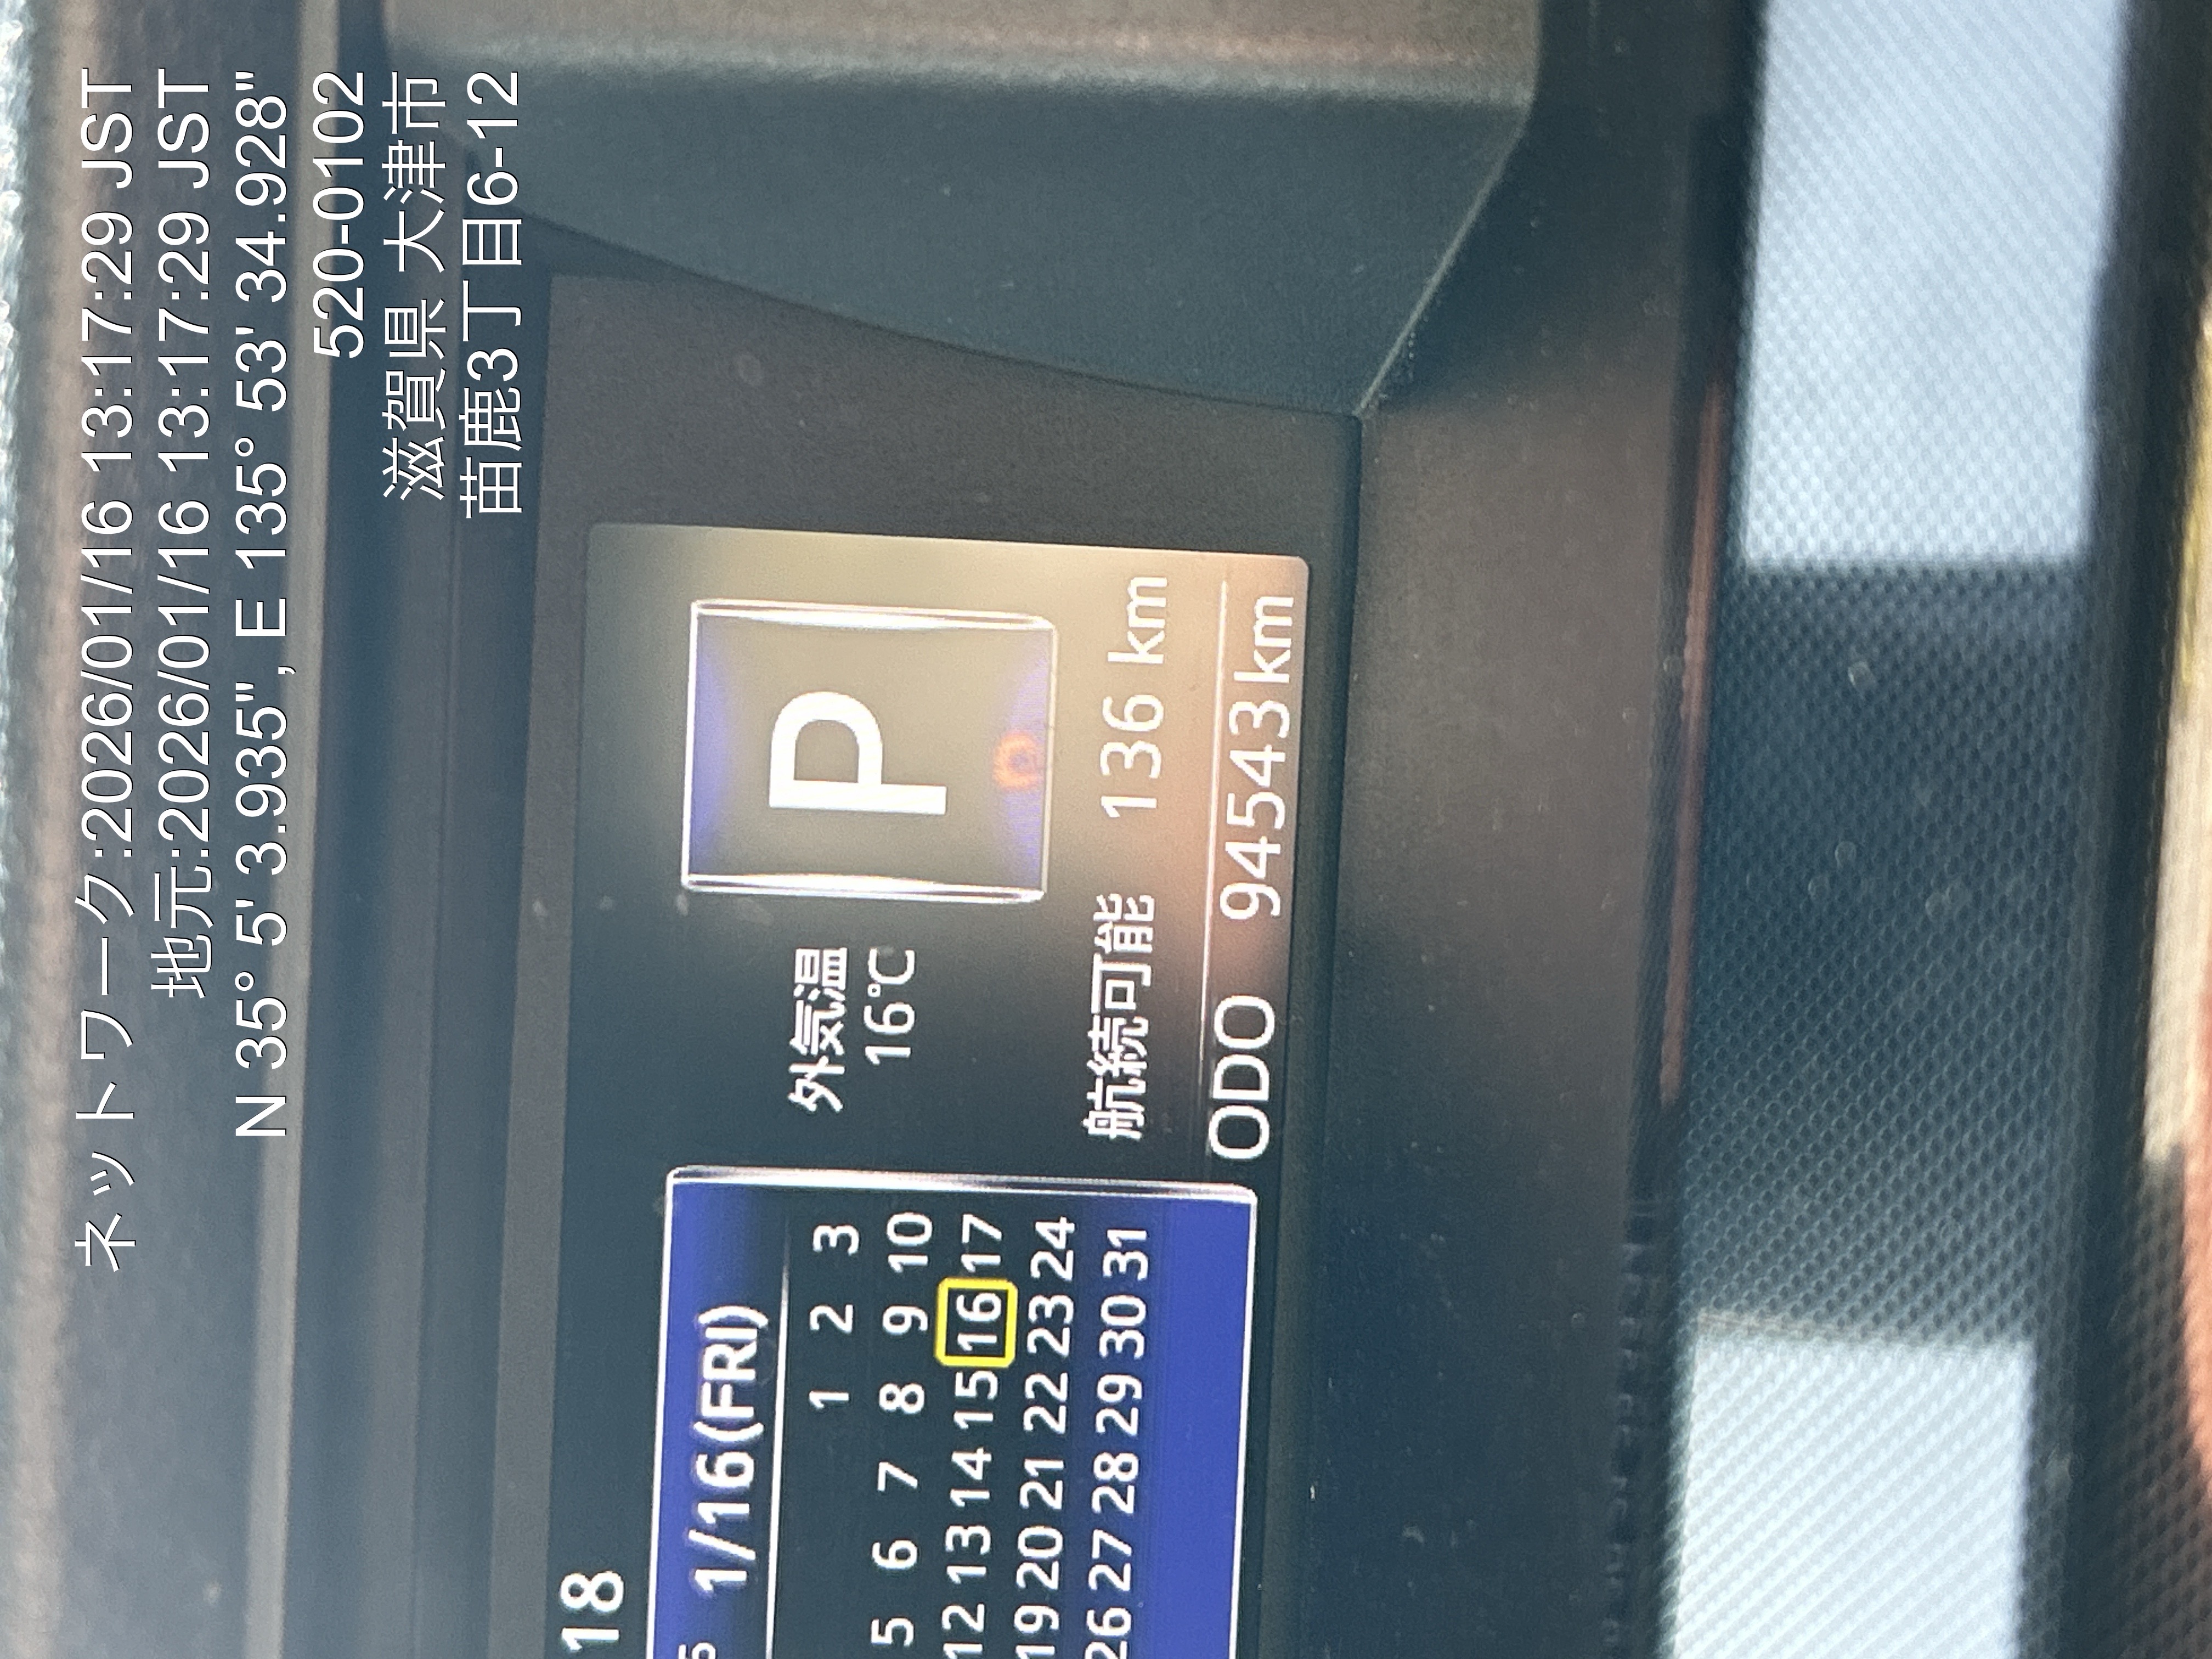 ネットワーク:2026/01/16 13:17:29 JST
地元:2026/01/16 13:17:29 JST
N 35° 5' 3.935", E 135° 53' 34.928"
520-0102
滋賀県 大津市
苗鹿3丁目6-12
18
1/16(FRI)
1 2 3
5 6 7 8 9 10
12 13 14 15 16 17
19 20 21 22 23 24
26 27 28 29 30 31
外気温
16℃
P
航続可能 136 km
ODO 94543 km